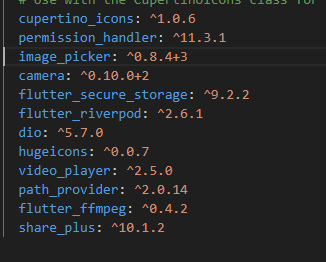 # Use with the CupertinoIcons class for
cupertino_icons: ^1.0.6
permission_handler: ^11.3.1
image_picker: ^0.8.4+3
camera: ^0.10.0+2
flutter_secure_storage: ^9.2.2
flutter_riverpod: ^2.6.1
dio: ^5.7.0
hugeicons: ^0.0.7
video_player: ^2.5.0
path_provider: ^2.0.14
flutter_ffmpeg: ^0.4.2
share_plus: ^10.1.2